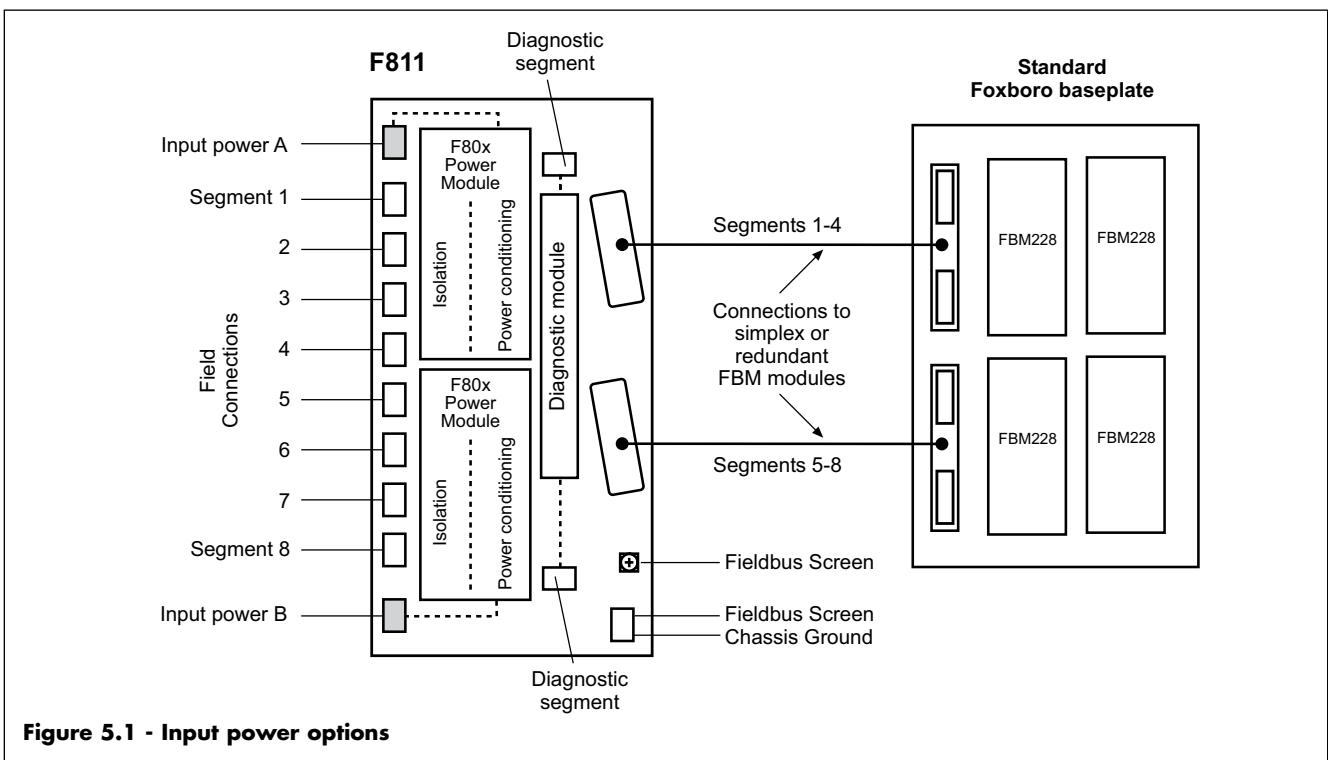 F811
Diagnostic
segment
Standard
Foxboro baseplate
Input power A
Segment 1
2
3
4
5
6
7
Segment 8
Input power B
Field
Connections
F80x
Power
Module
Isolation
Power conditioning
F80x
Power
Module
Isolation
Power conditioning
Diagnostic module
Segments 1-4
Connections to
simplex or
redundant
FBM modules
Segments 5-8
FBM228
FBM228
FBM228
FBM228
Fieldbus Screen
Fieldbus Screen
Chassis Ground
Diagnostic
segment
Figure 5.1 - Input power options